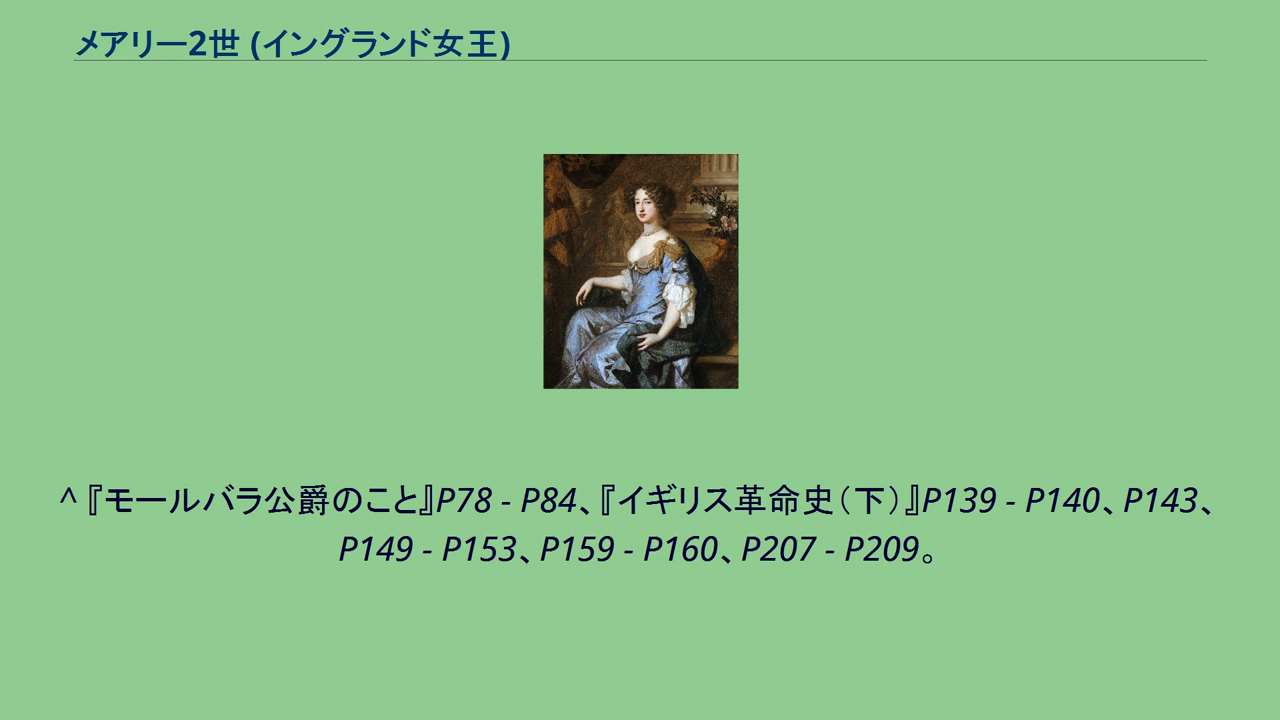 メアリー2世 (イングランド女王)
^『モールバラ公爵のこと』P78 - P84、『イギリス革命史（下）』P139 - P140、P143、
P149 - P153、P159 - P160、P207 - P209。